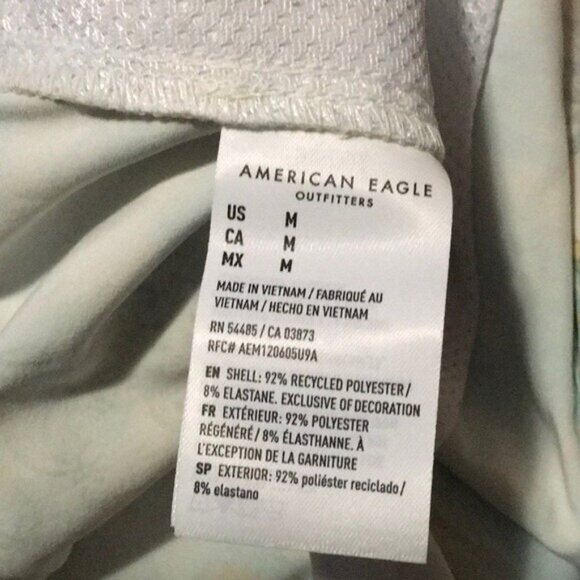 AMERICAN EAGLE
OUTFITTERS
US M
CA M
MX M
MADE IN VIETNAM / FABRIQUÉ AU
VIETNAM / HECHO EN VIETNAM
RN 54485 / CA 03873
RFC# AEM120605U9A
EN SHELL: 92% RECYCLED POLYESTER /
8% ELASTANE. EXCLUSIVE OF DECORATION
FR EXTÉRIEUR: 92% POLYESTER
RÉGÉNÉRÉ / 8% ÉLASTHANNE. À
L'EXCEPTION DE LA GARNITURE
SP EXTERIOR: 92% poliéster reciclado /
8% elastano